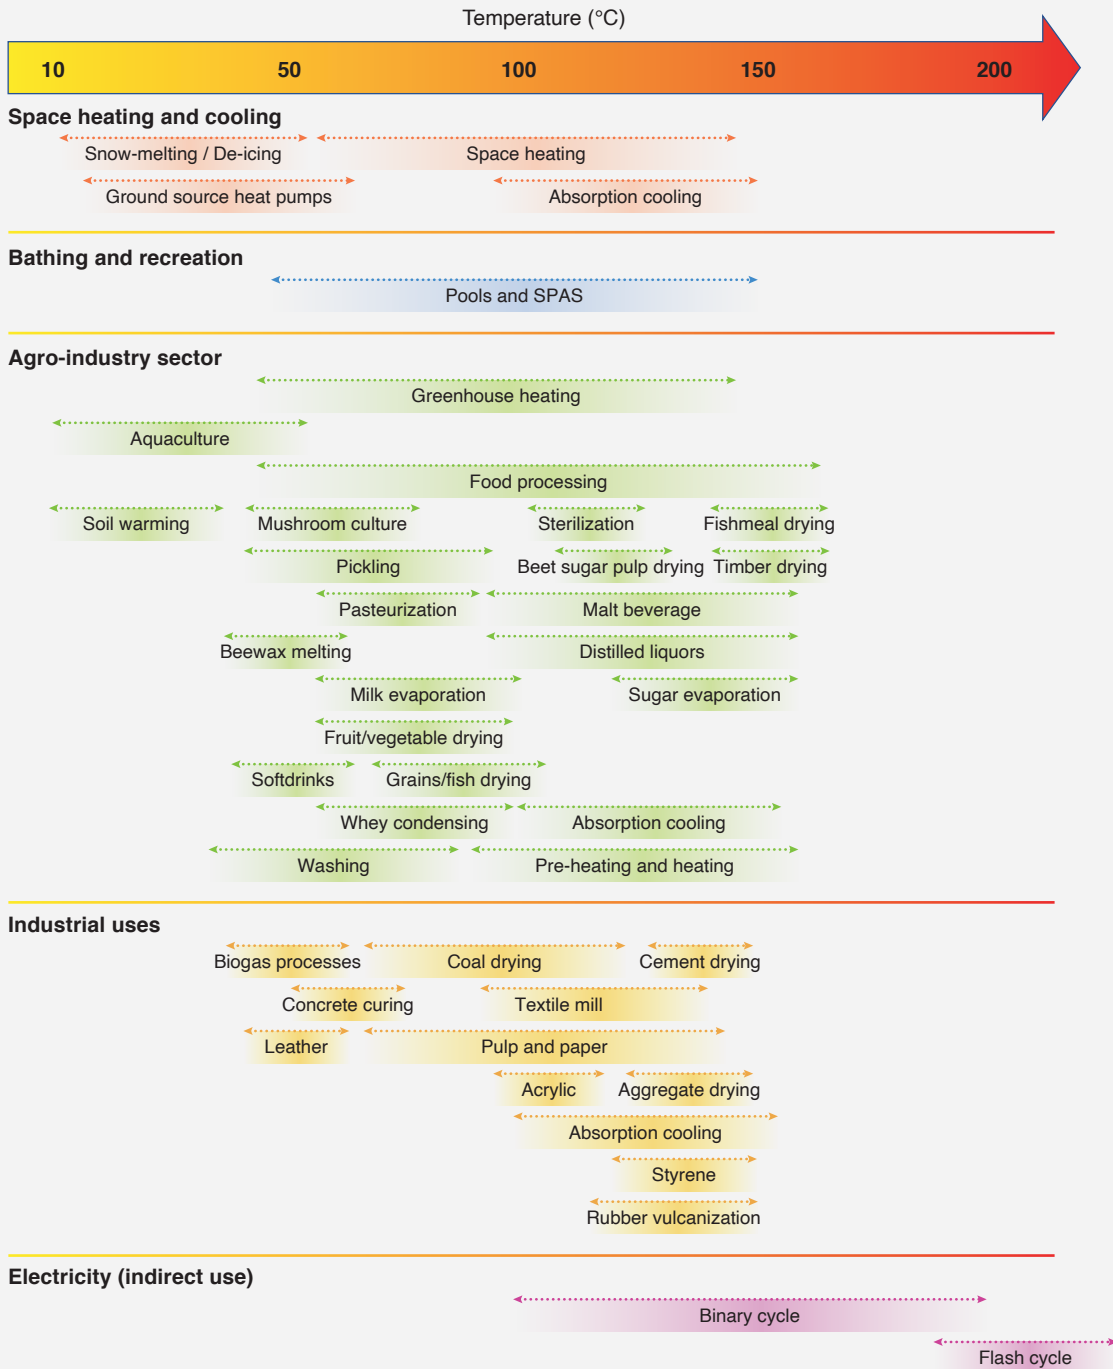 Temperature (°C)
10 50 100 150 200
Space heating and cooling
Snow-melting / De-icing Space heating
Ground source heat pumps Absorption cooling
Bathing and recreation
Pools and SPAS
Agro-industry sector
Greenhouse heating
Aquaculture
Food processing
Soil warming Mushroom culture Sterilization Fishmeal drying
Pickling Beet sugar pulp drying Timber drying
Pasteurization Malt beverage
Beewax melting Distilled liquors
Milk evaporation Sugar evaporation
Fruit/vegetable drying
Softdrinks Grains/fish drying
Whey condensing Absorption cooling
Washing Pre-heating and heating
Industrial uses
Biogas processes Coal drying Cement drying
Concrete curing Textile mill
Leather Pulp and paper
Acrylic Aggregate drying
Absorption cooling
Styrene
Rubber vulcanization
Electricity (indirect use)
Binary cycle
Flash cycle